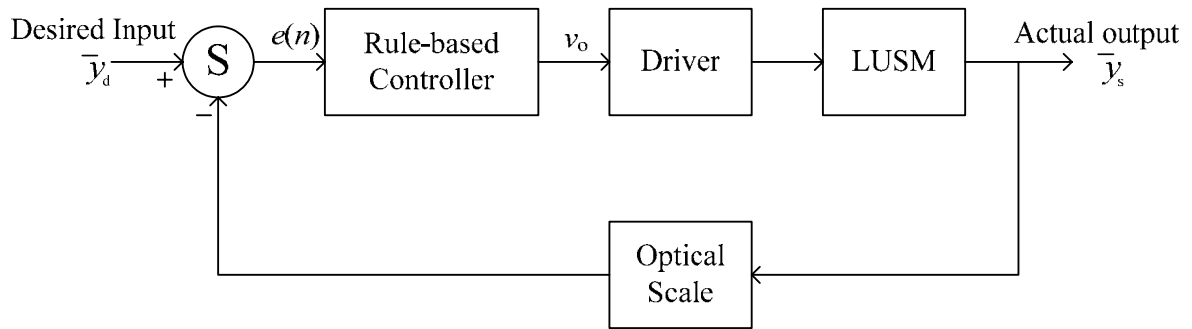 Desired Input
ȳd
+
−
S
e(n)
Rule-based
Controller
vo
Driver
LUSM
Actual output
ȳs
Optical
Scale